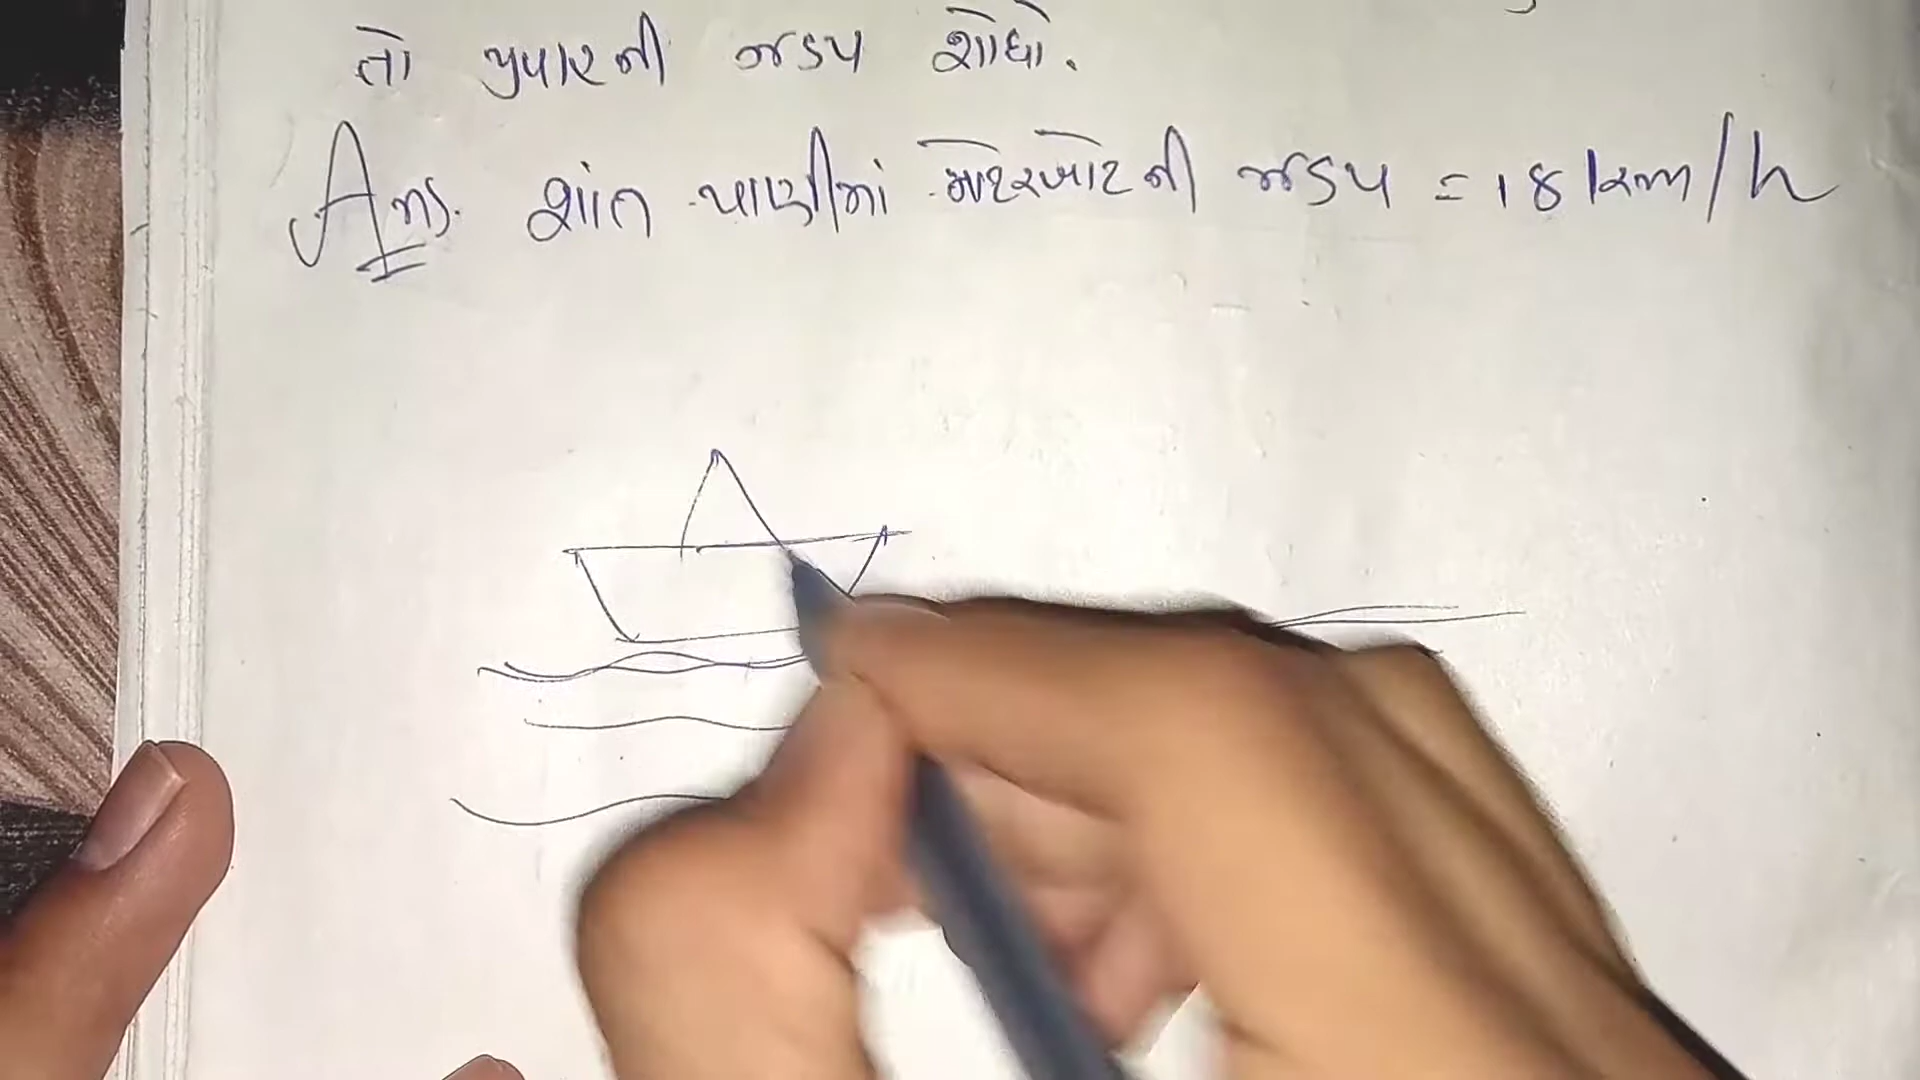 તો પ્રવાહની ઝડપ શોધો.
Ans. શાંત પાણીમાં મોટરબોટની ઝડપ = 18 km/h